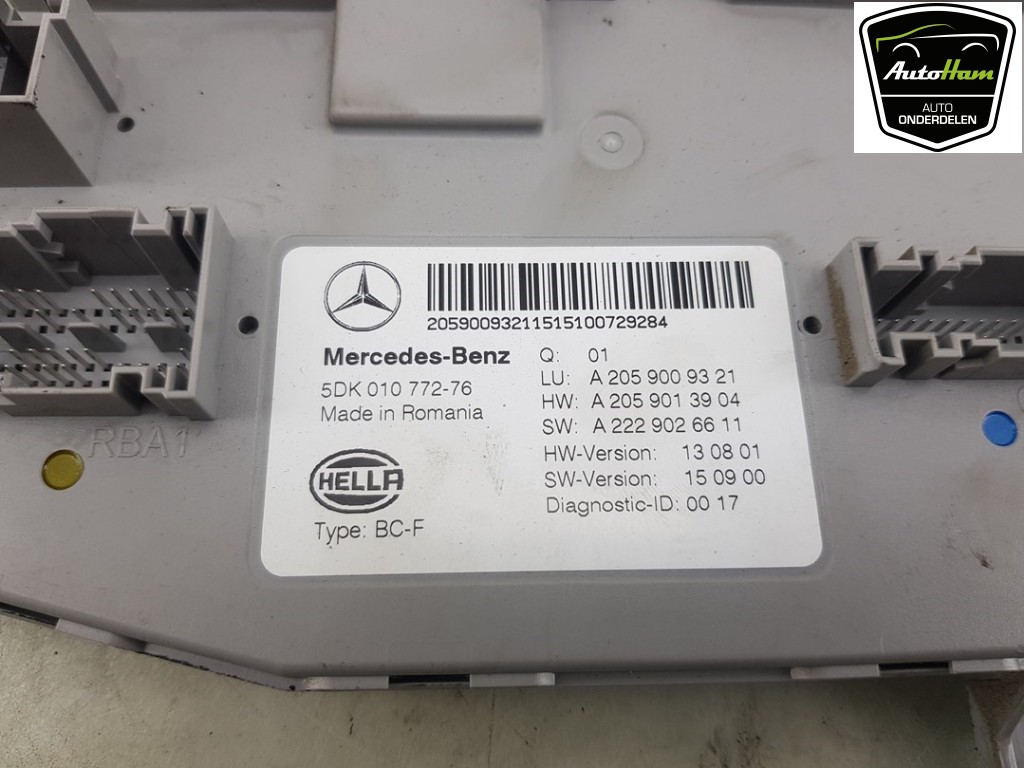 AutoHam
AUTO
ONDERDELEN
205900932115151007​29284
Mercedes-Benz
5DK 010 772-76
Made in Romania
HELLA
Type: BC-F
Q: 01
LU: A 205 900 93 21
HW: A 205 901 39 04
SW: A 222 902 66 11
HW-Version: 13 08 01
SW-Version: 15 09 00
Diagnostic-ID: 00 17
RBA1